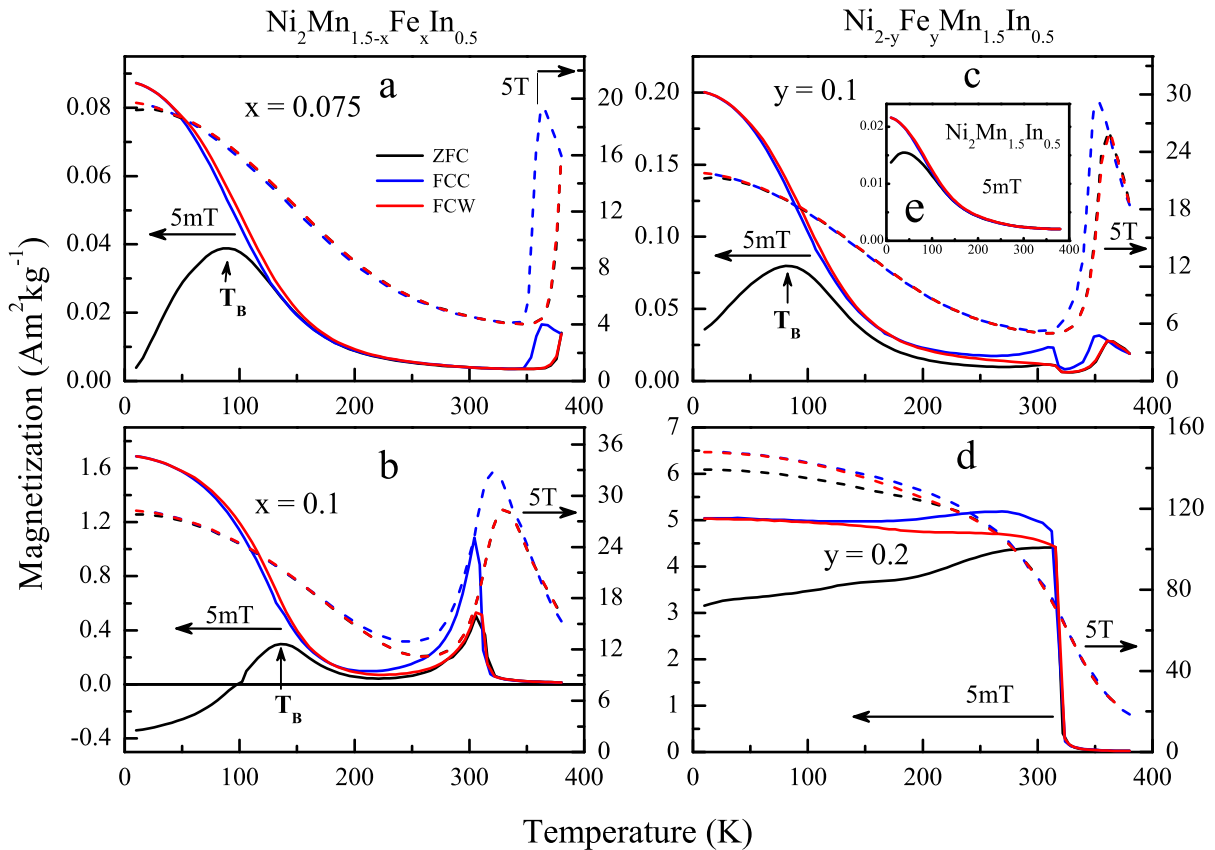 Ni2Mn1.5-xFexIn0.5
Ni2-yFeyMn1.5In0.5
Magnetization (Am2kg-1)
a
x = 0.075
5T
ZFC
FCC
FCW
5mT
TB
0.00
0.02
0.04
0.06
0.08
0
4
8
12
16
20
0
100
200
300
400
c
y = 0.1
5T
5mT
TB
0.00
0.05
0.10
0.15
0.20
0
6
12
18
24
30
0
100
200
300
400
Ni2Mn1.5In0.5
5mT
e
0.00
0.01
0.02
0
100
200
300
400
b
x = 0.1
5T
5mT
TB
-0.4
0.0
0.4
0.8
1.2
1.6
0
6
12
18
24
30
36
0
100
200
300
400
d
y = 0.2
5T
5mT
0
1
2
3
4
5
6
7
0
40
80
120
160
0
100
200
300
400
Temperature (K)